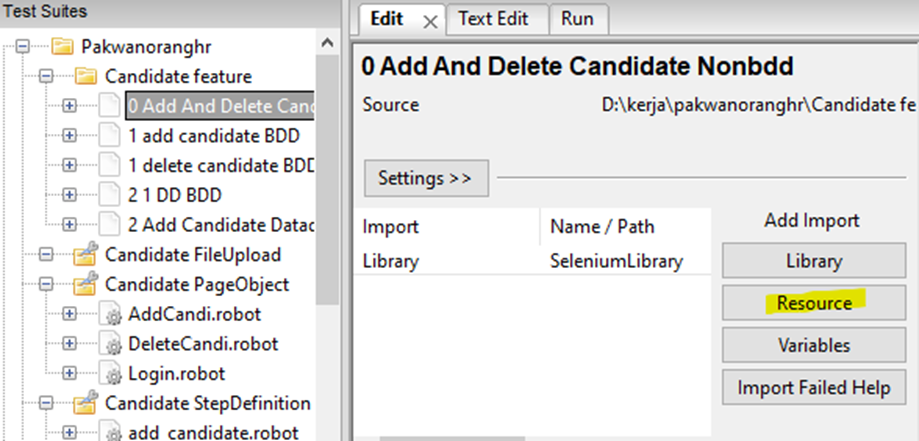 Test Suites
Pakwanoranghr
Candidate feature
0 Add And Delete Cand
1 add candidate BDD
1 delete candidate BDD
2 1 DD BDD
2 Add Candidate Datad
Candidate FileUpload
Candidate PageObject
AddCandi.robot
DeleteCandi.robot
Login.robot
Candidate StepDefinition
add_candidate.robot
Edit
Text Edit
Run
0 Add And Delete Candidate Nonbdd
Source D:\kerja\pakwanoranghr\Candidate fe
Settings >>
Import Name / Path
Library SeleniumLibrary
Add Import
Library
Resource
Variables
Import Failed Help